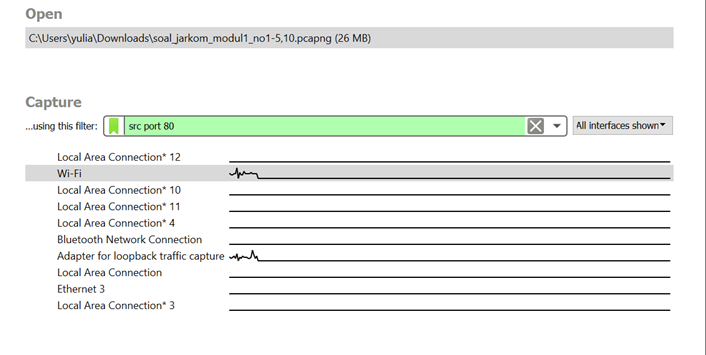 Open
C:\Users\yulia\Downloads\soal_jarkom_modul1_no1-5,10.pcapng (26 MB)
Capture
...using this filter: src port 80 All interfaces shown
Local Area Connection* 12
Wi-Fi
Local Area Connection* 10
Local Area Connection* 11
Local Area Connection* 4
Bluetooth Network Connection
Adapter for loopback traffic capture
Local Area Connection
Ethernet 3
Local Area Connection* 3